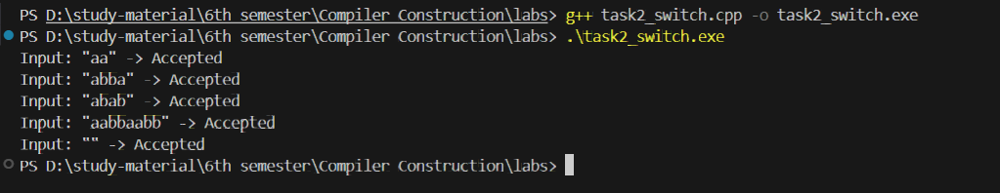 PS D:\study-material\6th semester\Compiler Construction\labs> g++ task2_switch.cpp -o task2_switch.exe
PS D:\study-material\6th semester\Compiler Construction\labs> .\task2_switch.exe
Input: "aa" -> Accepted
Input: "abba" -> Accepted
Input: "abab" -> Accepted
Input: "aabbaabb" -> Accepted
Input: "" -> Accepted
PS D:\study-material\6th semester\Compiler Construction\labs>